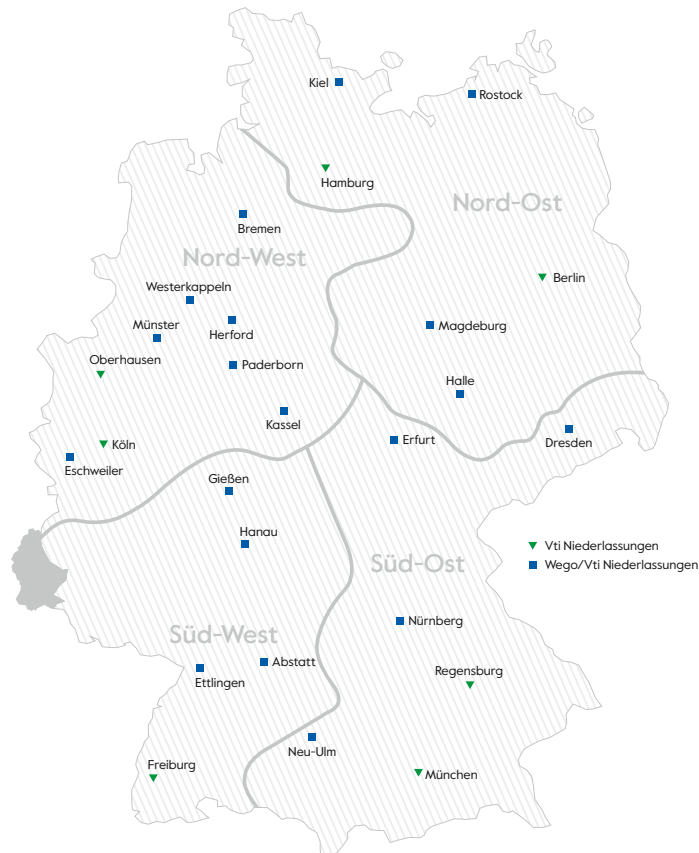 Kiel
Rostock
Hamburg
Nord-Ost
Bremen
Nord-West
Berlin
Westerkappeln
Münster
Herford
Magdeburg
Oberhausen
Paderborn
Halle
Kassel
Köln
Erfurt
Dresden
Eschweiler
Gießen
Hanau
Vti Niederlassungen
Wego/Vti Niederlassungen
Süd-Ost
Nürnberg
Süd-West
Abstatt
Ettlingen
Regensburg
Neu-Ulm
Freiburg
München